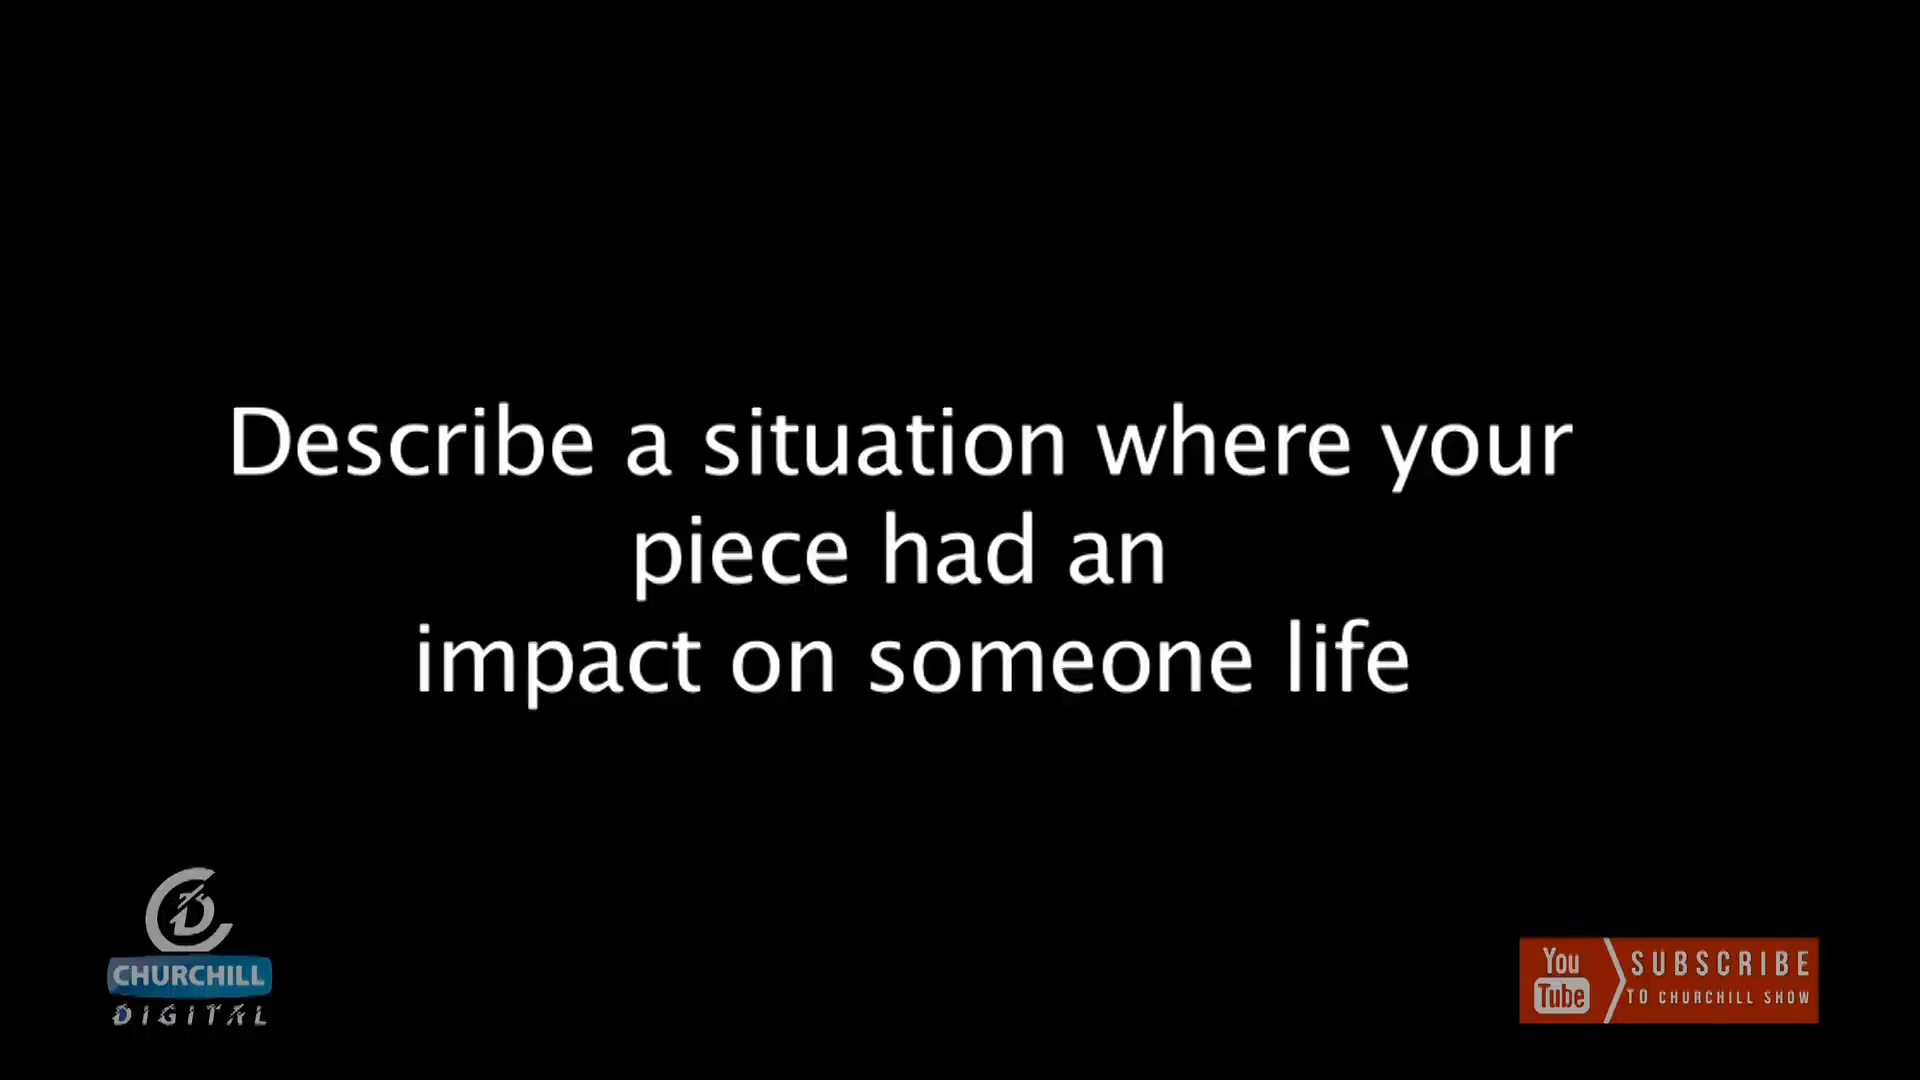 Describe a situation where your
piece had an
impact on someone life
CHURCHILL
DIGITAL
You
Tube
SUBSCRIBE
TO CHURCHILL SHOW